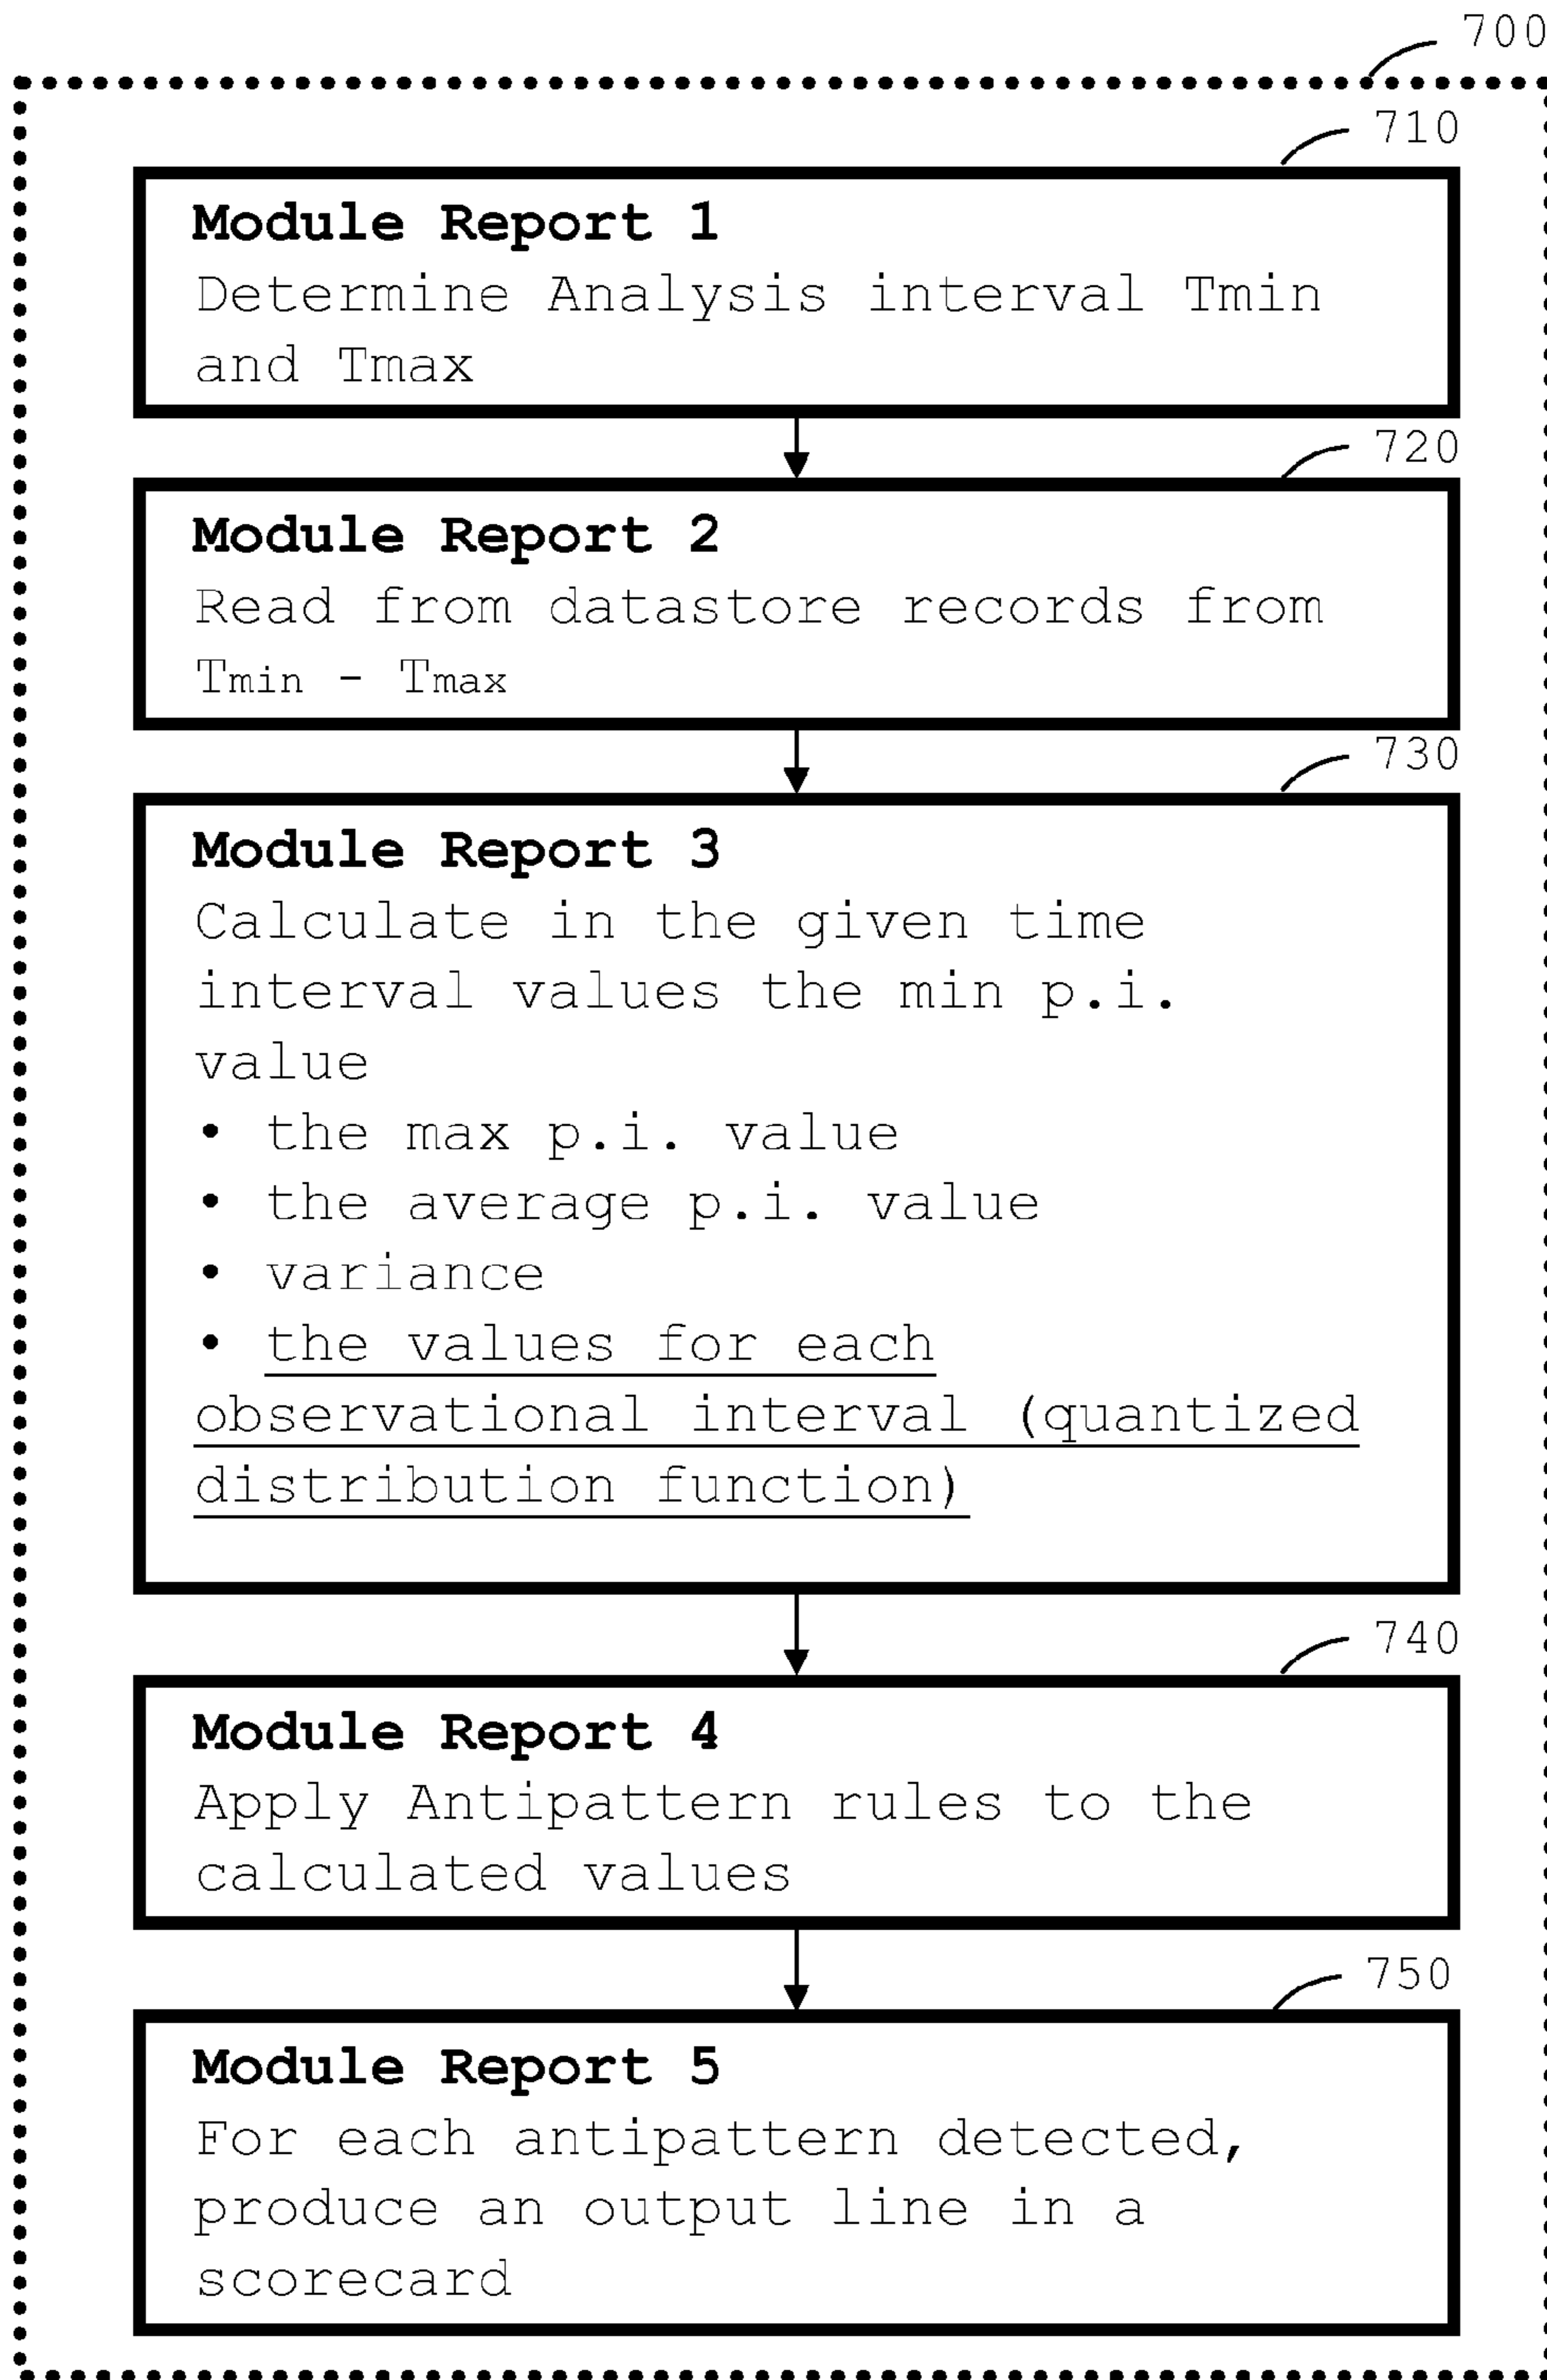 700
710
Module Report 1
Determine Analysis interval Tmin
and Tmax
720
Module Report 2
Read from datastore records from
Tmin - Tmax
730
Module Report 3
Calculate in the given time
interval values the min p.i.
value
• the max p.i. value
• the average p.i. value
• variance
• the values for each
observational interval (quantized
distribution function)
740
Module Report 4
Apply Antipattern rules to the
calculated values
750
Module Report 5
For each antipattern detected,
produce an output line in a
scorecard